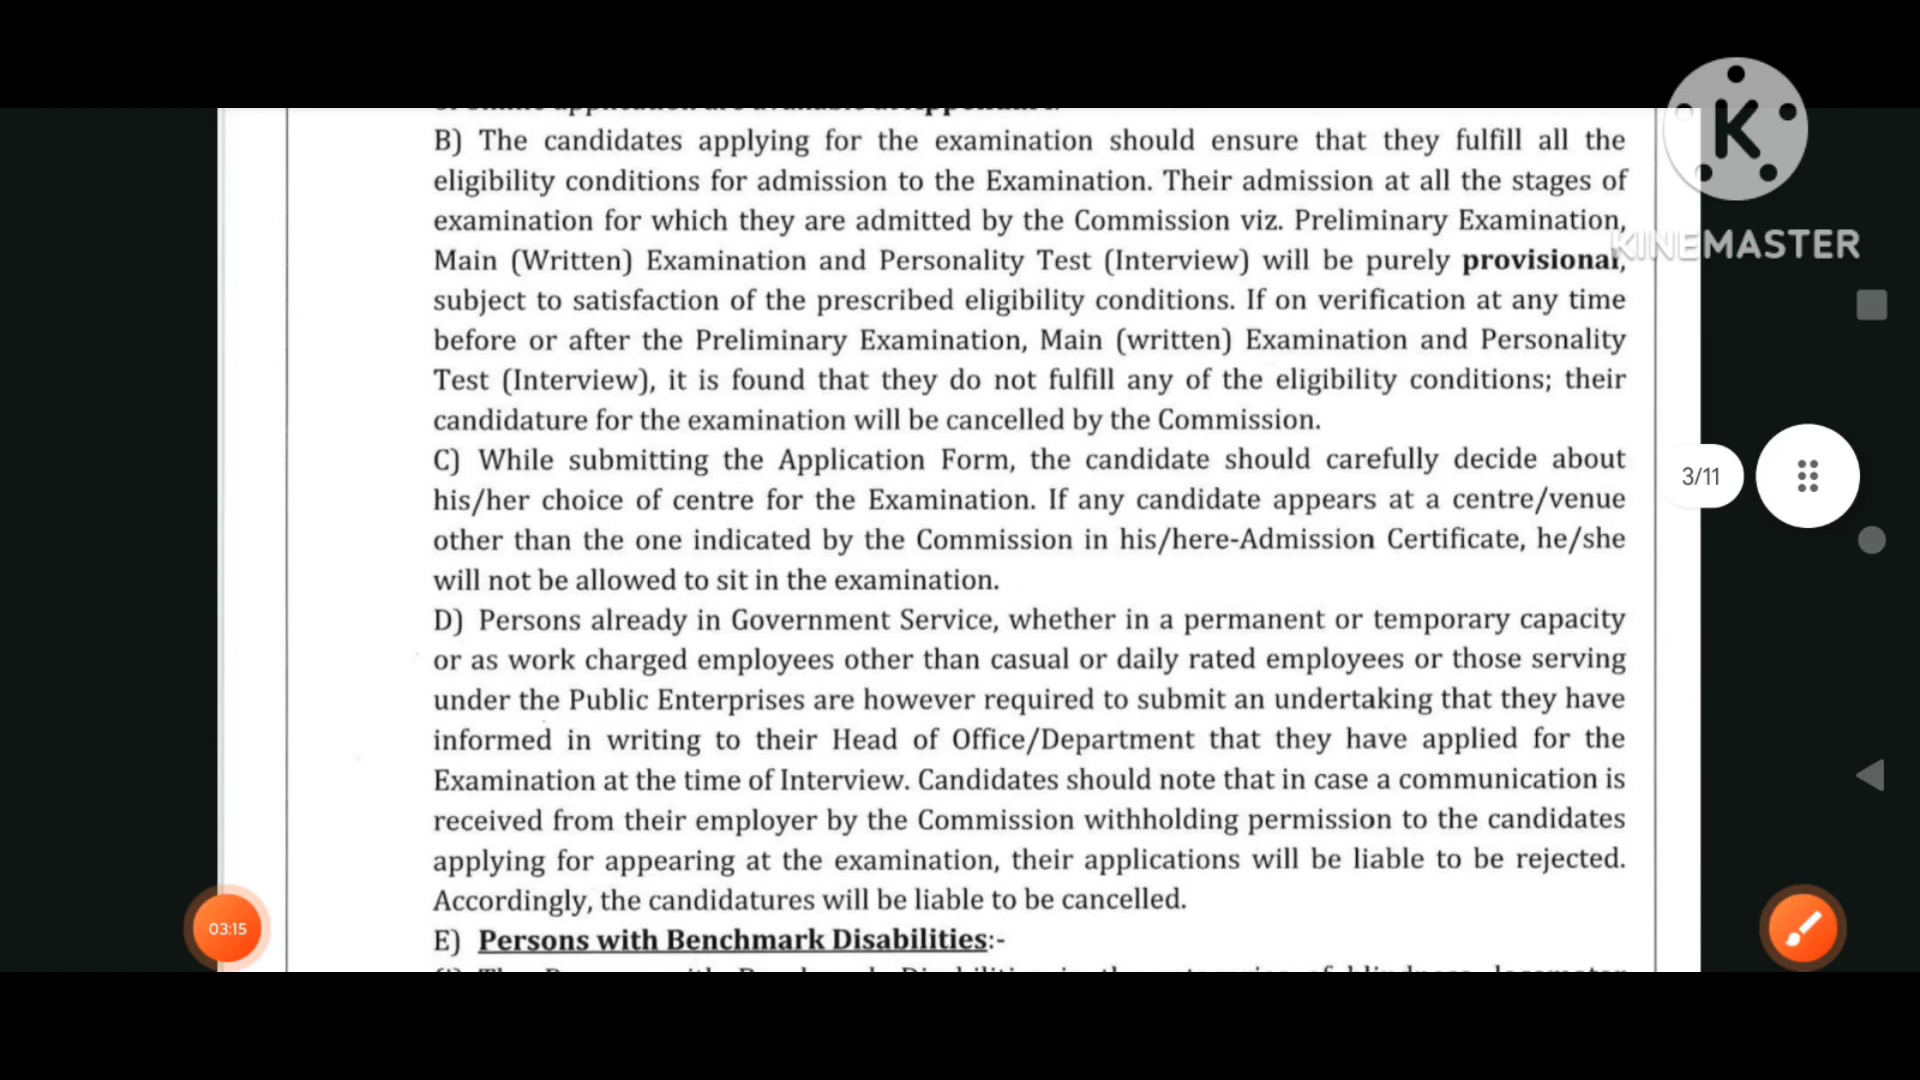 B) The candidates applying for the examination should ensure that they fulfill all the
eligibility conditions for admission to the Examination. Their admission at all the stages of
examination for which they are admitted by the Commission viz. Preliminary Examination,
Main (Written) Examination and Personality Test (Interview) will be purely provisional,
subject to satisfaction of the prescribed eligibility conditions. If on verification at any time
before or after the Preliminary Examination, Main (written) Examination and Personality
Test (Interview), it is found that they do not fulfill any of the eligibility conditions; their
candidature for the examination will be cancelled by the Commission.
C) While submitting the Application Form, the candidate should carefully decide about
his/her choice of centre for the Examination. If any candidate appears at a centre/venue
other than the one indicated by the Commission in his/here-Admission Certificate, he/she
will not be allowed to sit in the examination.
D) Persons already in Government Service, whether in a permanent or temporary capacity
or as work charged employees other than casual or daily rated employees or those serving
under the Public Enterprises are however required to submit an undertaking that they have
informed in writing to their Head of Office/Department that they have applied for the
Examination at the time of Interview. Candidates should note that in case a communication is
received from their employer by the Commission withholding permission to the candidates
applying for appearing at the examination, their applications will be liable to be rejected.
Accordingly, the candidatures will be liable to be cancelled.
E) Persons with Benchmark Disabilities:-
K
KINEMASTER
3/11
03:15